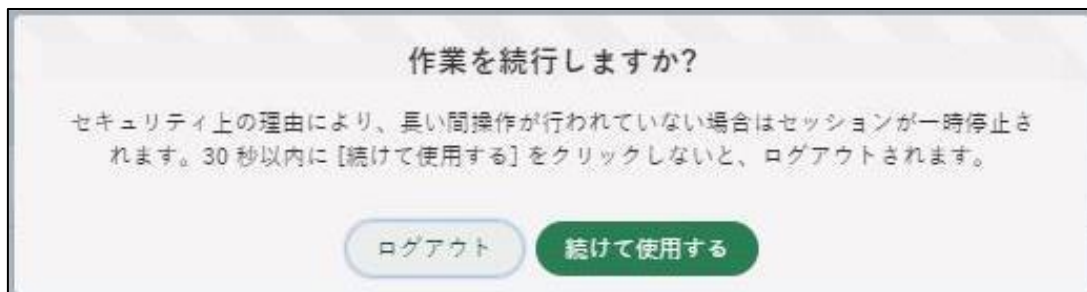 作業を続行しますか?
セキュリティ上の理由により、長い間操作が行われていない場合はセッションが一時停止さ
れます。30 秒以内に [続けて使用する] をクリックしないと、ログアウトされます。
ログアウト 続けて使用する